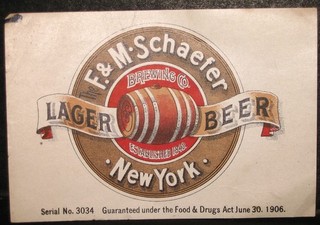 F. & M. Schaefer
BREWING CO.
LAGER BEER
ESTABLISHED 1842
New York
Serial No. 3034 Guaranteed under the Food & Drugs Act June 30. 1906.